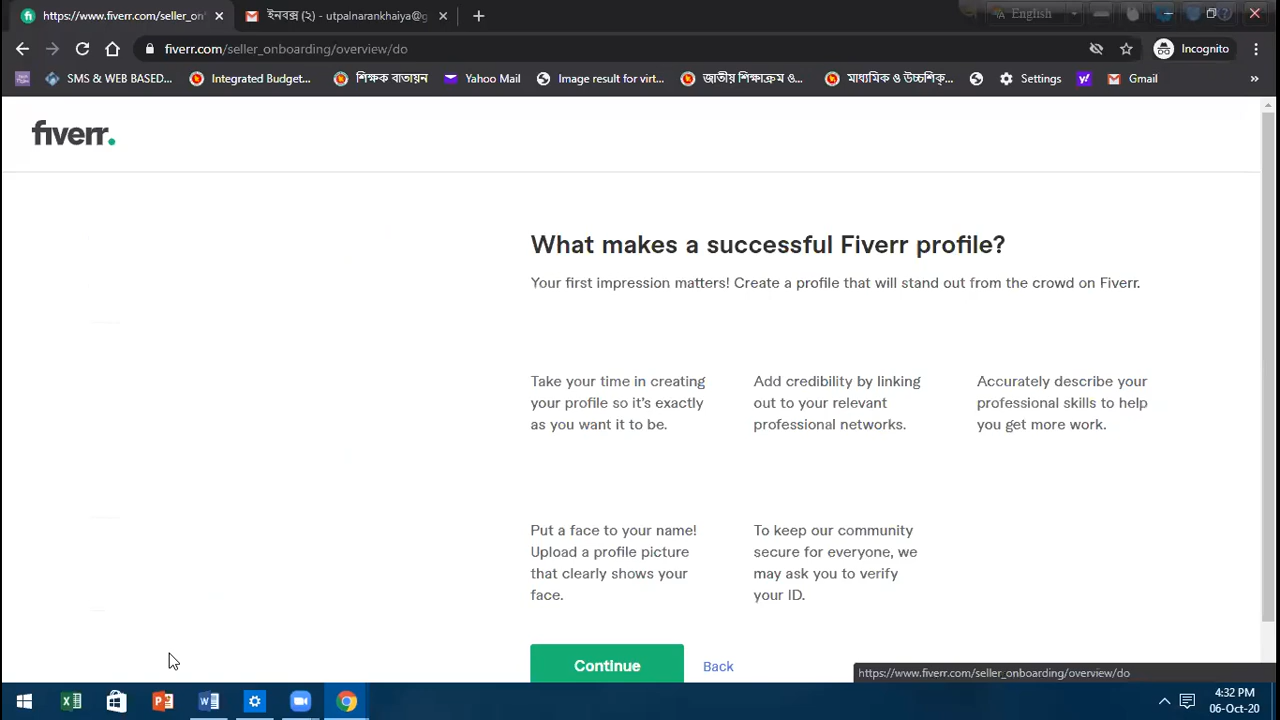 https://www.fiverr.com/seller_on
ইনবক্স (২) - utpalnarankhaiya@g
English
fiverr.com/seller_onboarding/overview/do
Incognito
SMS & WEB BASED...
Integrated Budget...
শিক্ষক বাতায়ন
Yahoo Mail
Image result for virt...
জাতীয় শিক্ষাক্রম ও...
মাধ্যমিক ও উচ্চশিক্...
Settings
Gmail
»
fiverr.
What makes a successful Fiverr profile?
Your first impression matters! Create a profile that will stand out from the crowd on Fiverr.
Take your time in creating
your profile so it's exactly
as you want it to be.
Add credibility by linking
out to your relevant
professional networks.
Accurately describe your
professional skills to help
you get more work.
Put a face to your name!
Upload a profile picture
that clearly shows your
face.
To keep our community
secure for everyone, we
may ask you to verify
your ID.
Continue
Back
https://www.fiverr.com/seller_onboarding/overview/do
4:32 PM
06-Oct-20